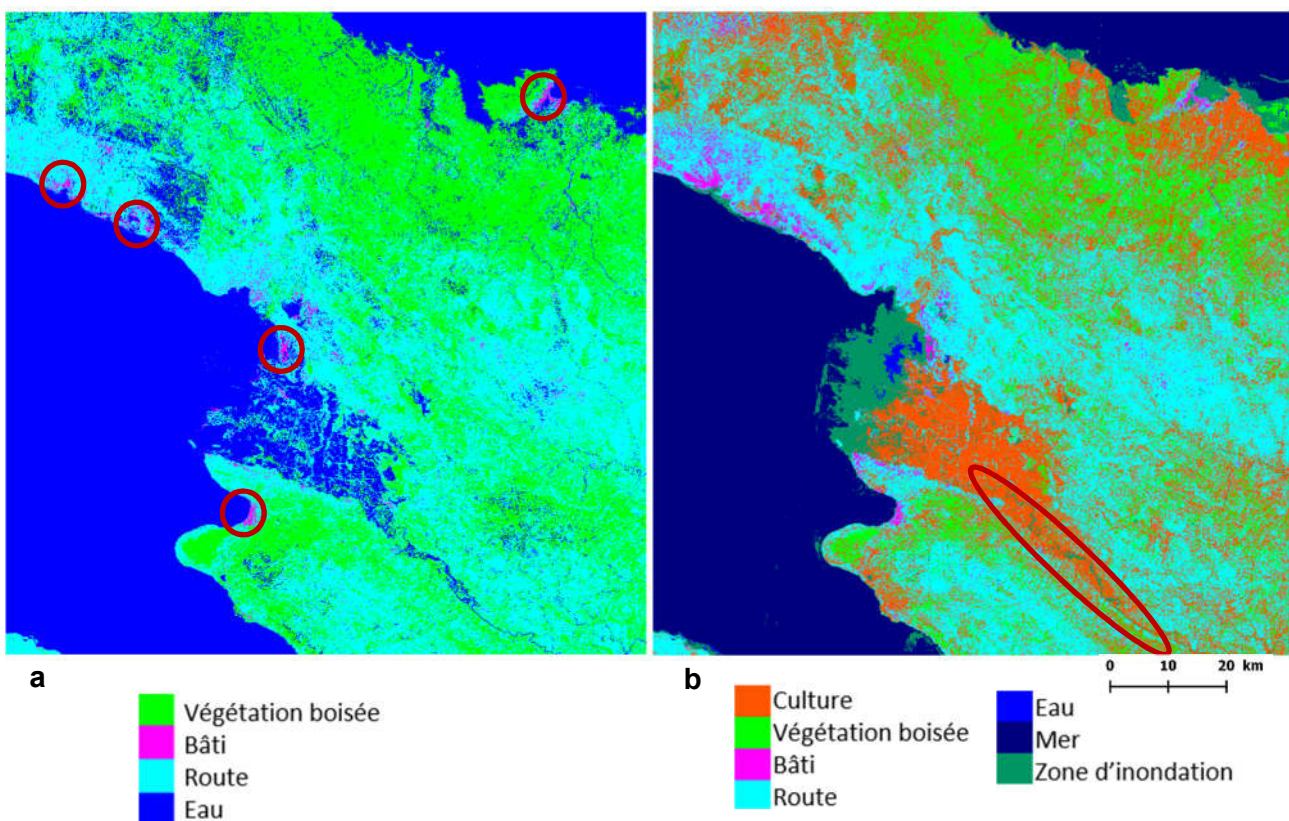 a
Végétation boisée
Bâti
Route
Eau
b
0 10 20 km
Culture
Végétation boisée
Bâti
Route
Eau
Mer
Zone d'inondation